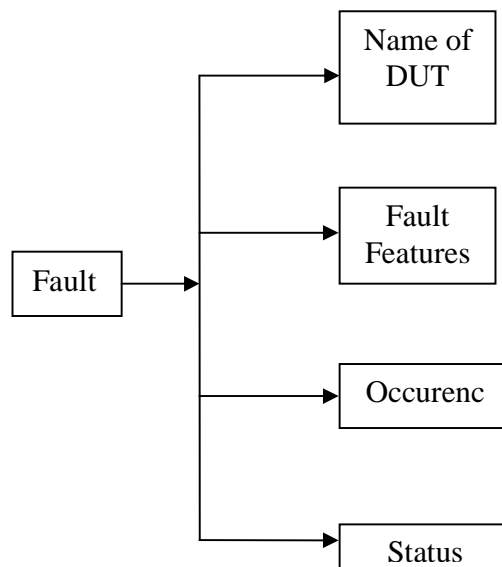 Name of
DUT
Fault
Features
Fault
Occurenc
Status